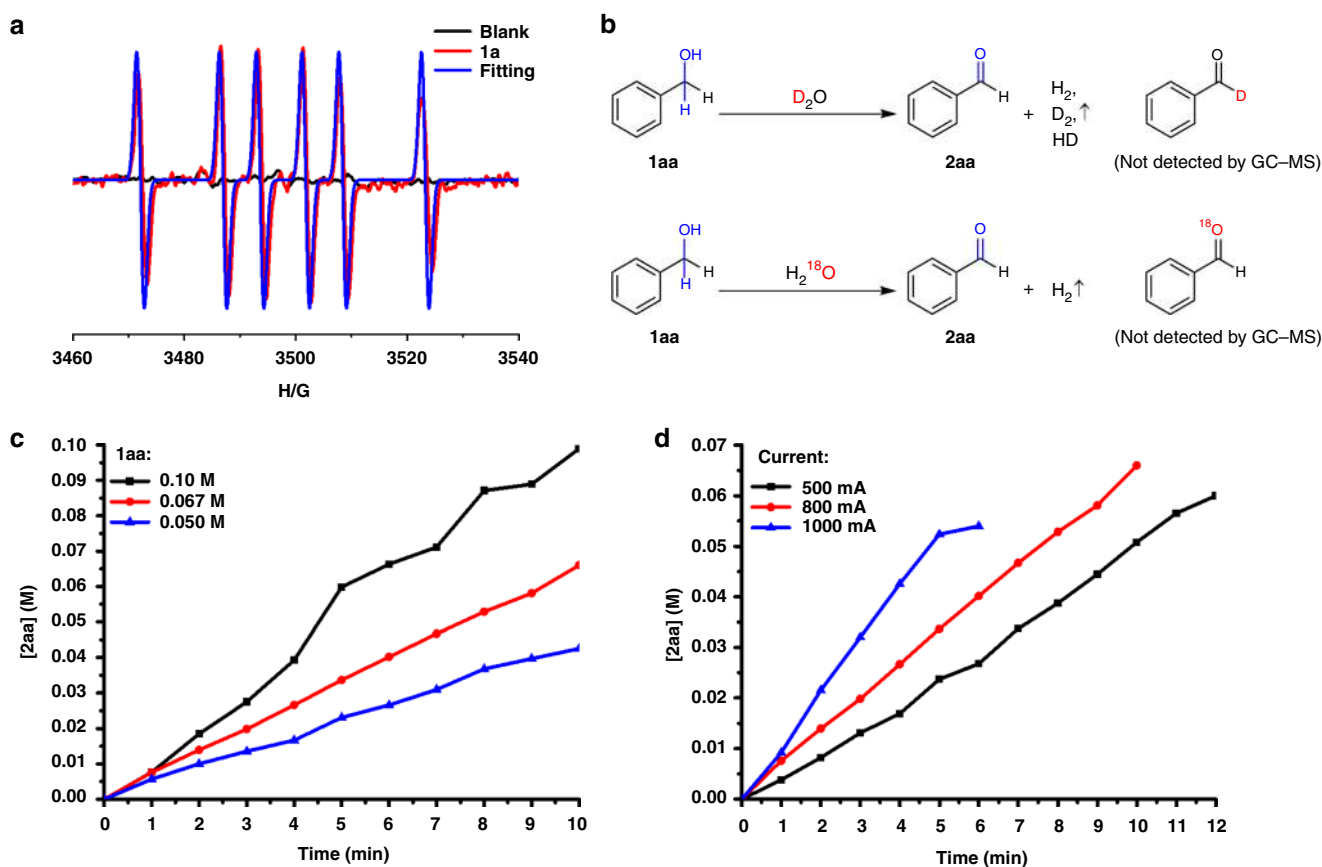 a
Blank
1a
Fitting
3460 3480 3500 3520 3540
H/G
b
OH
H
H
1aa
D₂O
O
H
2aa
+
H₂,
D₂,↑
HD
O
D
(Not detected by GC–MS)
OH
H
H
1aa
H₂¹⁸O
O
H
2aa
+ H₂↑
¹⁸O
H
(Not detected by GC–MS)
c
1aa:
0.10 M
0.067 M
0.050 M
[2aa] (M)
0.10
0.09
0.08
0.07
0.06
0.05
0.04
0.03
0.02
0.01
0.00
0 1 2 3 4 5 6 7 8 9 10
Time (min)
d
Current:
500 mA
800 mA
1000 mA
[2aa] (M)
0.07
0.06
0.05
0.04
0.03
0.02
0.01
0.00
0 1 2 3 4 5 6 7 8 9 10 11 12
Time (min)